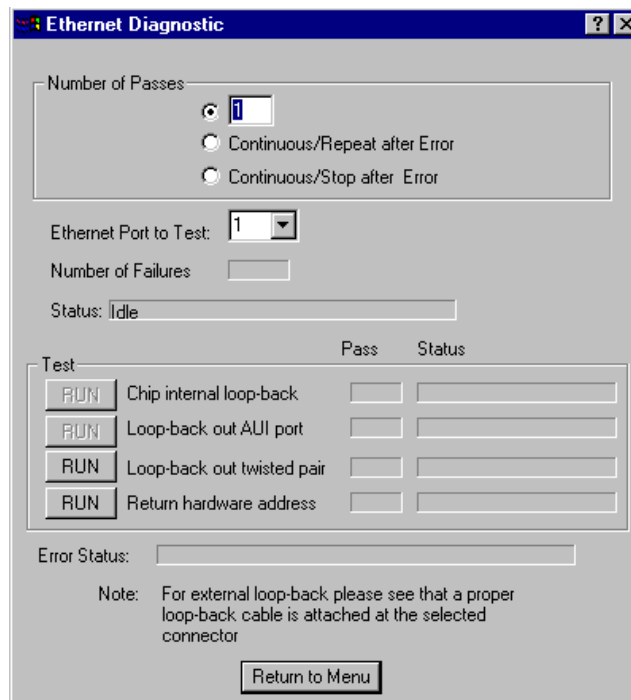 Ethernet Diagnostic
Number of Passes
1
Continuous/Repeat after Error
Continuous/Stop after Error
Ethernet Port to Test: 1
Number of Failures
Status: Idle
Pass Status
Test
RUN Chip internal loop-back
RUN Loop-back out AUI port
RUN Loop-back out twisted pair
RUN Return hardware address
Error Status:
Note: For external loop-back please see that a proper
loop-back cable is attached at the selected
connector
Return to Menu